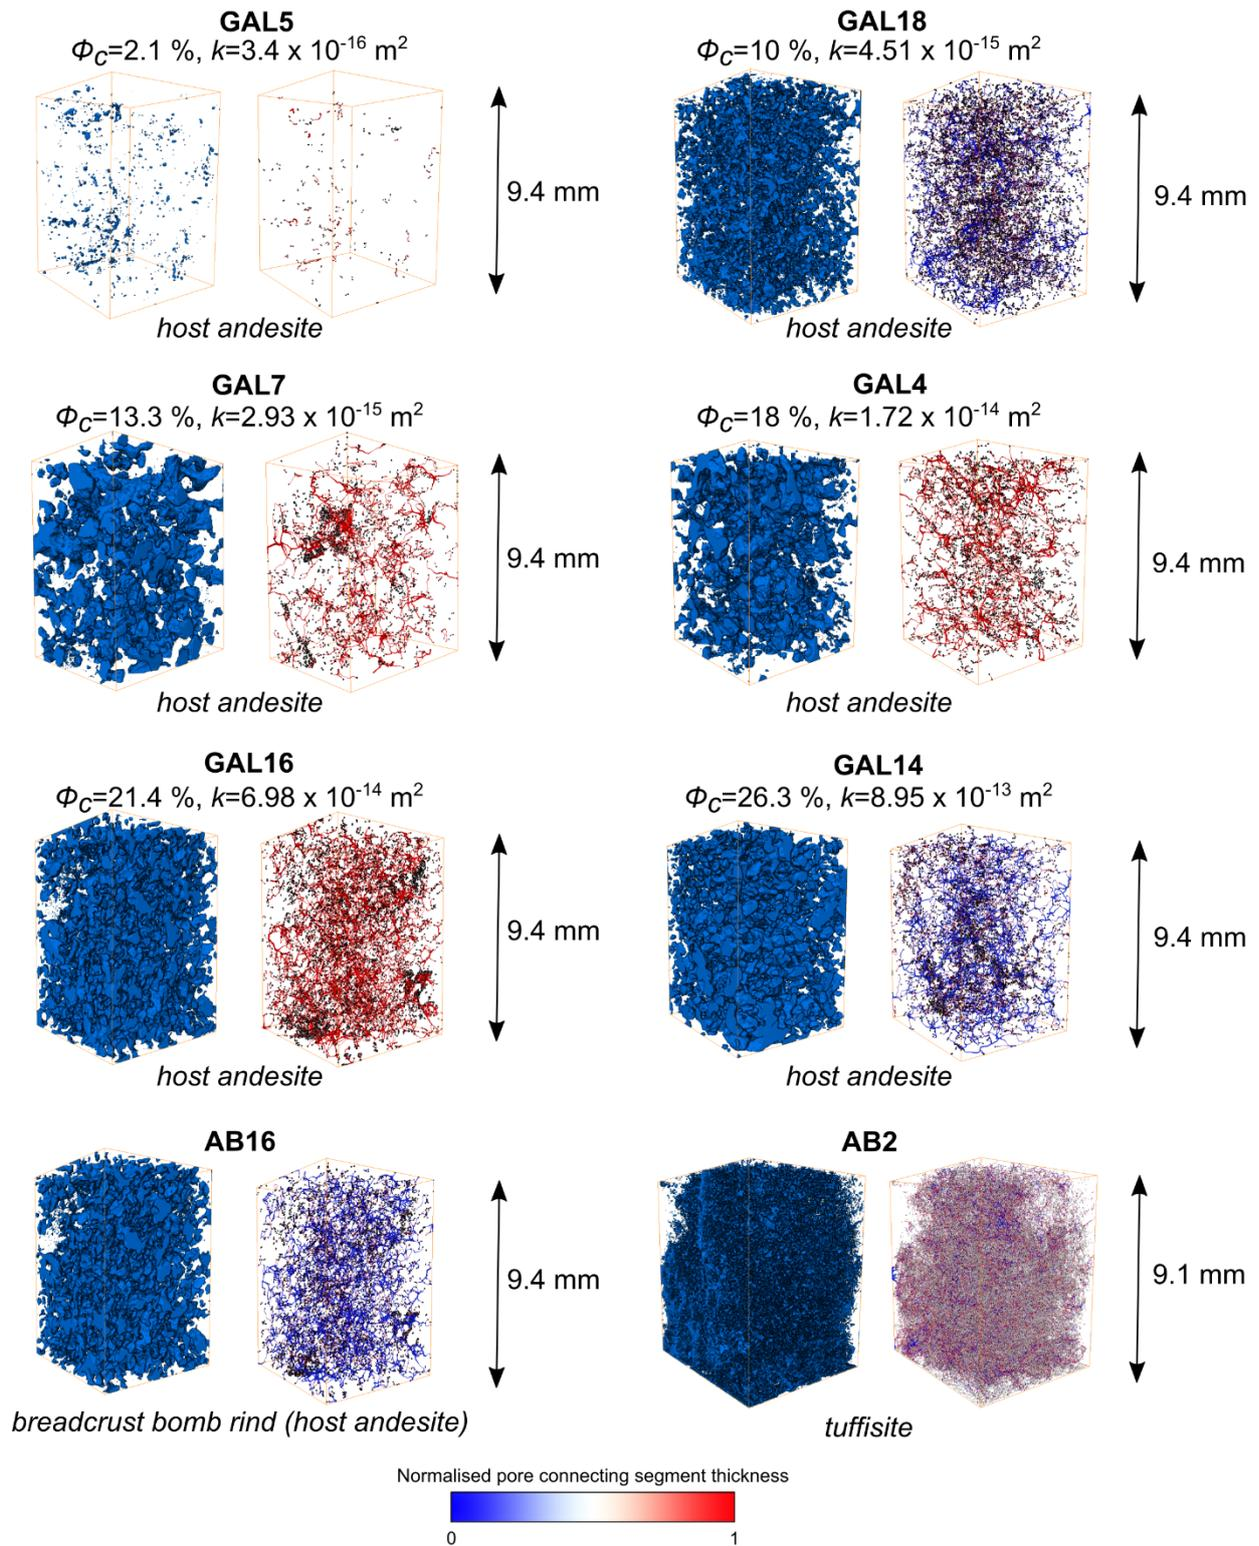 GAL5
Φc=2.1 %, k=3.4 x 10-16 m2
9.4 mm
host andesite
GAL18
Φc=10 %, k=4.51 x 10-15 m2
9.4 mm
host andesite
GAL7
Φc=13.3 %, k=2.93 x 10-15 m2
9.4 mm
host andesite
GAL4
Φc=18 %, k=1.72 x 10-14 m2
9.4 mm
host andesite
GAL16
Φc=21.4 %, k=6.98 x 10-14 m2
9.4 mm
host andesite
GAL14
Φc=26.3 %, k=8.95 x 10-13 m2
9.4 mm
host andesite
AB16
9.4 mm
breadcrust bomb rind (host andesite)
AB2
9.1 mm
tuffisite
Normalised pore connecting segment thickness
0
1